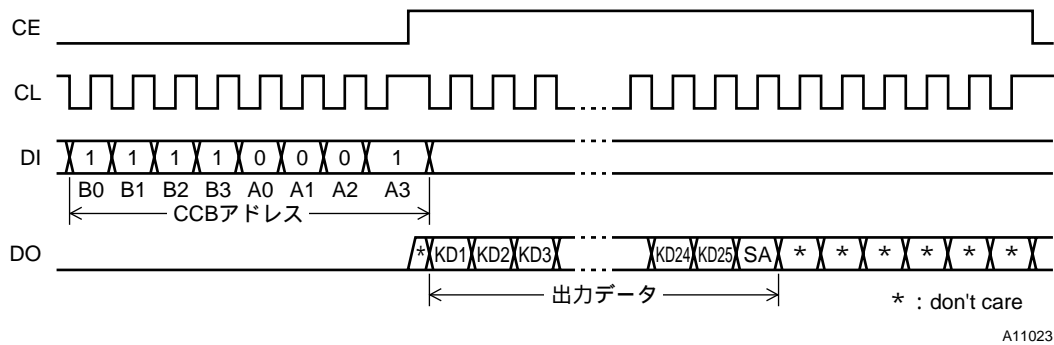 CE
CL
DI 1 1 1 1 0 0 0 1
B0 B1 B2 B3 A0 A1 A2 A3
CCBアドレス
DO * KD1 KD2 KD3 KD24 KD25 SA * * * * * *
出力データ
* : don't care
A11023